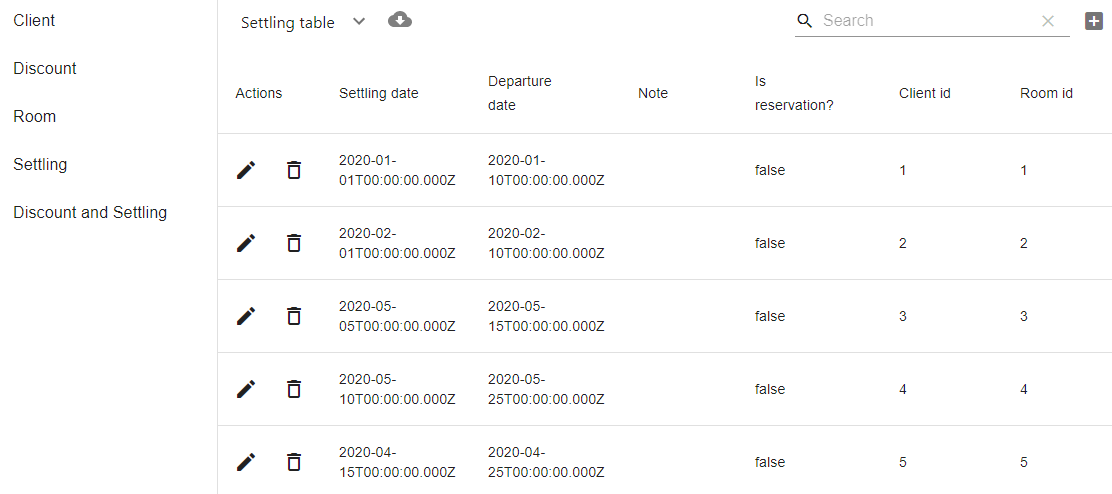 Client
Discount
Room
Settling
Discount and Settling
Settling table
Search
Actions
Settling date
Departure
date
Note
Is
reservation?
Client id
Room id
2020-01-
01T00:00:00.000Z
2020-01-
10T00:00:00.000Z
false
1
1
2020-02-
01T00:00:00.000Z
2020-02-
10T00:00:00.000Z
false
2
2
2020-05-
05T00:00:00.000Z
2020-05-
15T00:00:00.000Z
false
3
3
2020-05-
10T00:00:00.000Z
2020-05-
25T00:00:00.000Z
false
4
4
2020-04-
15T00:00:00.000Z
2020-04-
25T00:00:00.000Z
false
5
5